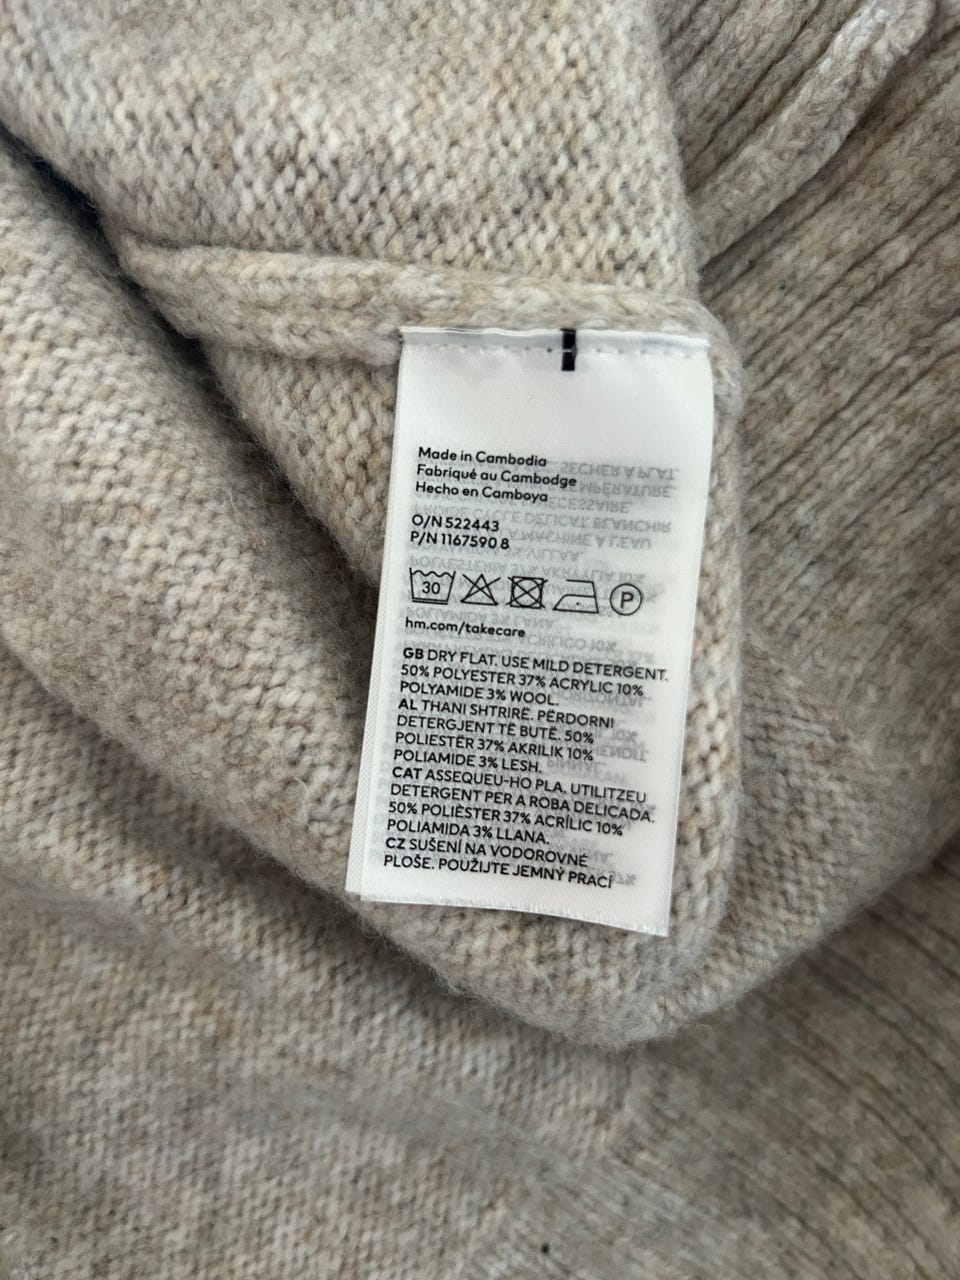 Made in Cambodia
Fabriqué au Cambodge
Hecho en Camboya
O/N 522443
P/N 1167590 8
30
P
hm.com/takecare
GB DRY FLAT. USE MILD DETERGENT.
50% POLYESTER 37% ACRYLIC 10%
POLYAMIDE 3% WOOL.
AL THANI SHTRIRË. PËRDORNI
DETERGJENT TË BUTË. 50%
POLIESTËR 37% AKRILIK 10%
POLIAMIDE 3% LESH.
CAT ASSEQUEU-HO PLA. UTILITZEU
DETERGENT PER A ROBA DELICADA.
50% POLIÈSTER 37% ACRÍLIC 10%
POLIAMIDA 3% LLANA.
CZ SUŠENÍ NA VODOROVNÉ
PLOŠE. POUŽIJTE JEMNÝ PRACÍ